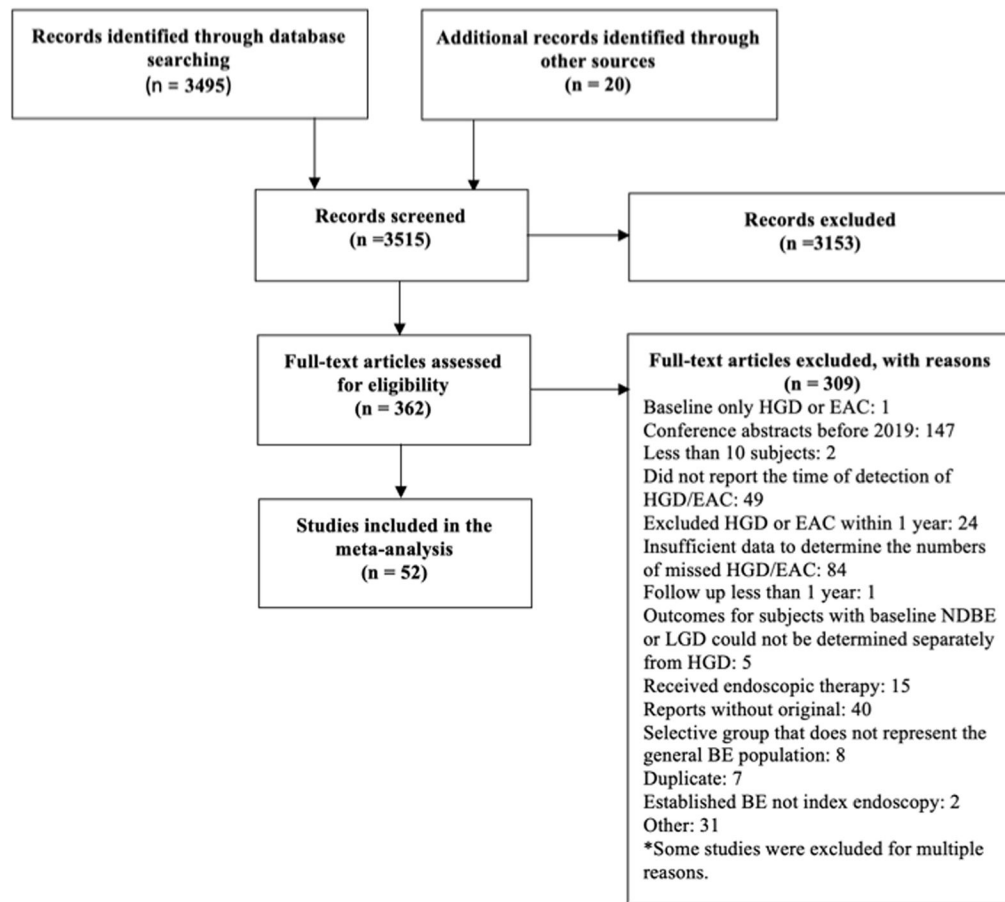 Records identified through database
searching
(n = 3495)
Additional records identified through
other sources
(n = 20)
Records screened
(n =3515)
Records excluded
(n =3153)
Full-text articles assessed
for eligibility
(n = 362)
Full-text articles excluded, with reasons
(n = 309)
Baseline only HGD or EAC: 1
Conference abstracts before 2019: 147
Less than 10 subjects: 2
Did not report the time of detection of
HGD/EAC: 49
Excluded HGD or EAC within 1 year: 24
Insufficient data to determine the numbers
of missed HGD/EAC: 84
Follow up less than 1 year: 1
Outcomes for subjects with baseline NDBE
or LGD could not be determined separately
from HGD: 5
Received endoscopic therapy: 15
Reports without original: 40
Selective group that does not represent the
general BE population: 8
Duplicate: 7
Established BE not index endoscopy: 2
Other: 31
*Some studies were excluded for multiple
reasons.
Studies included in the
meta-analysis
(n = 52)